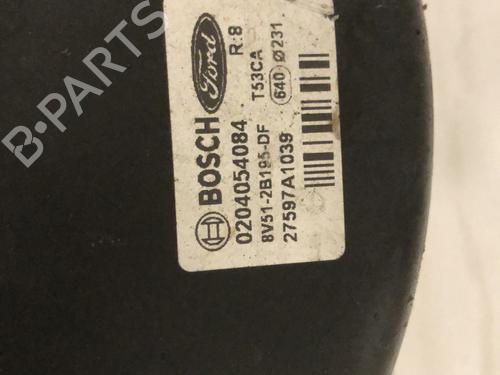 Ford
R:8
T53CA
640 Ø231
BOSCH
0204054084
8V51-2B195-DF
27597A1039
B-PARTS